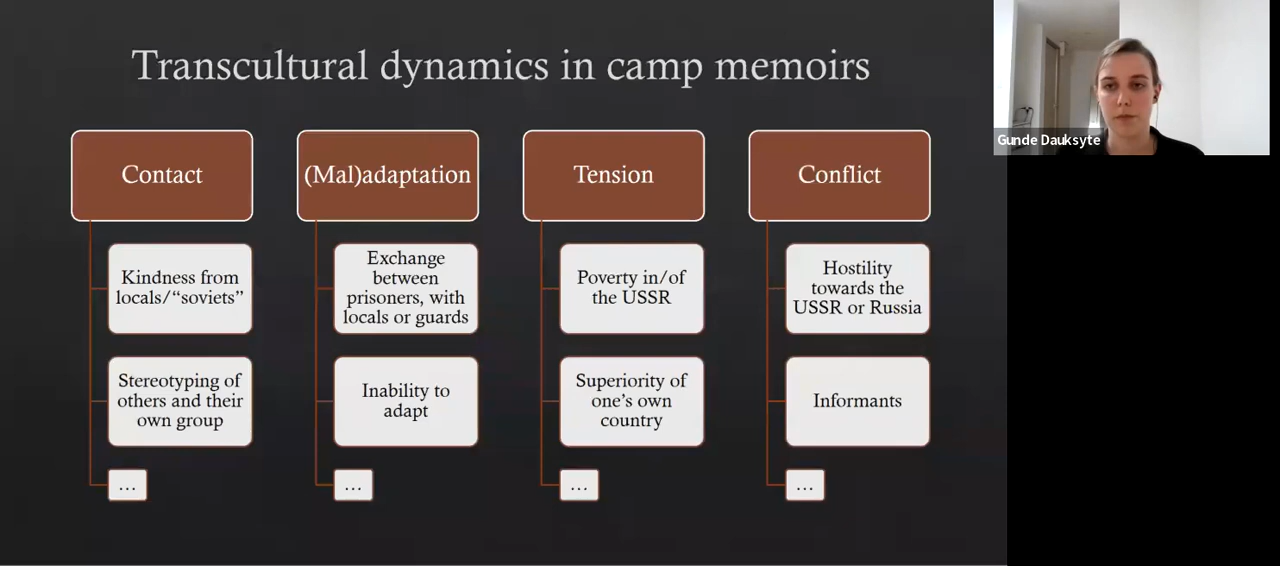 Transcultural dynamics in camp memoirs
Contact
Kindness from
locals/“soviets”
Stereotyping of
others and their
own group
...
(Mal)adaptation
Exchange
between
prisoners, with
locals or guards
Inability to
adapt
...
Tension
Poverty in/of
the USSR
Superiority of
one’s own
country
...
Conflict
Hostility
towards the
USSR or Russia
Informants
...
Gunde Dauksyte